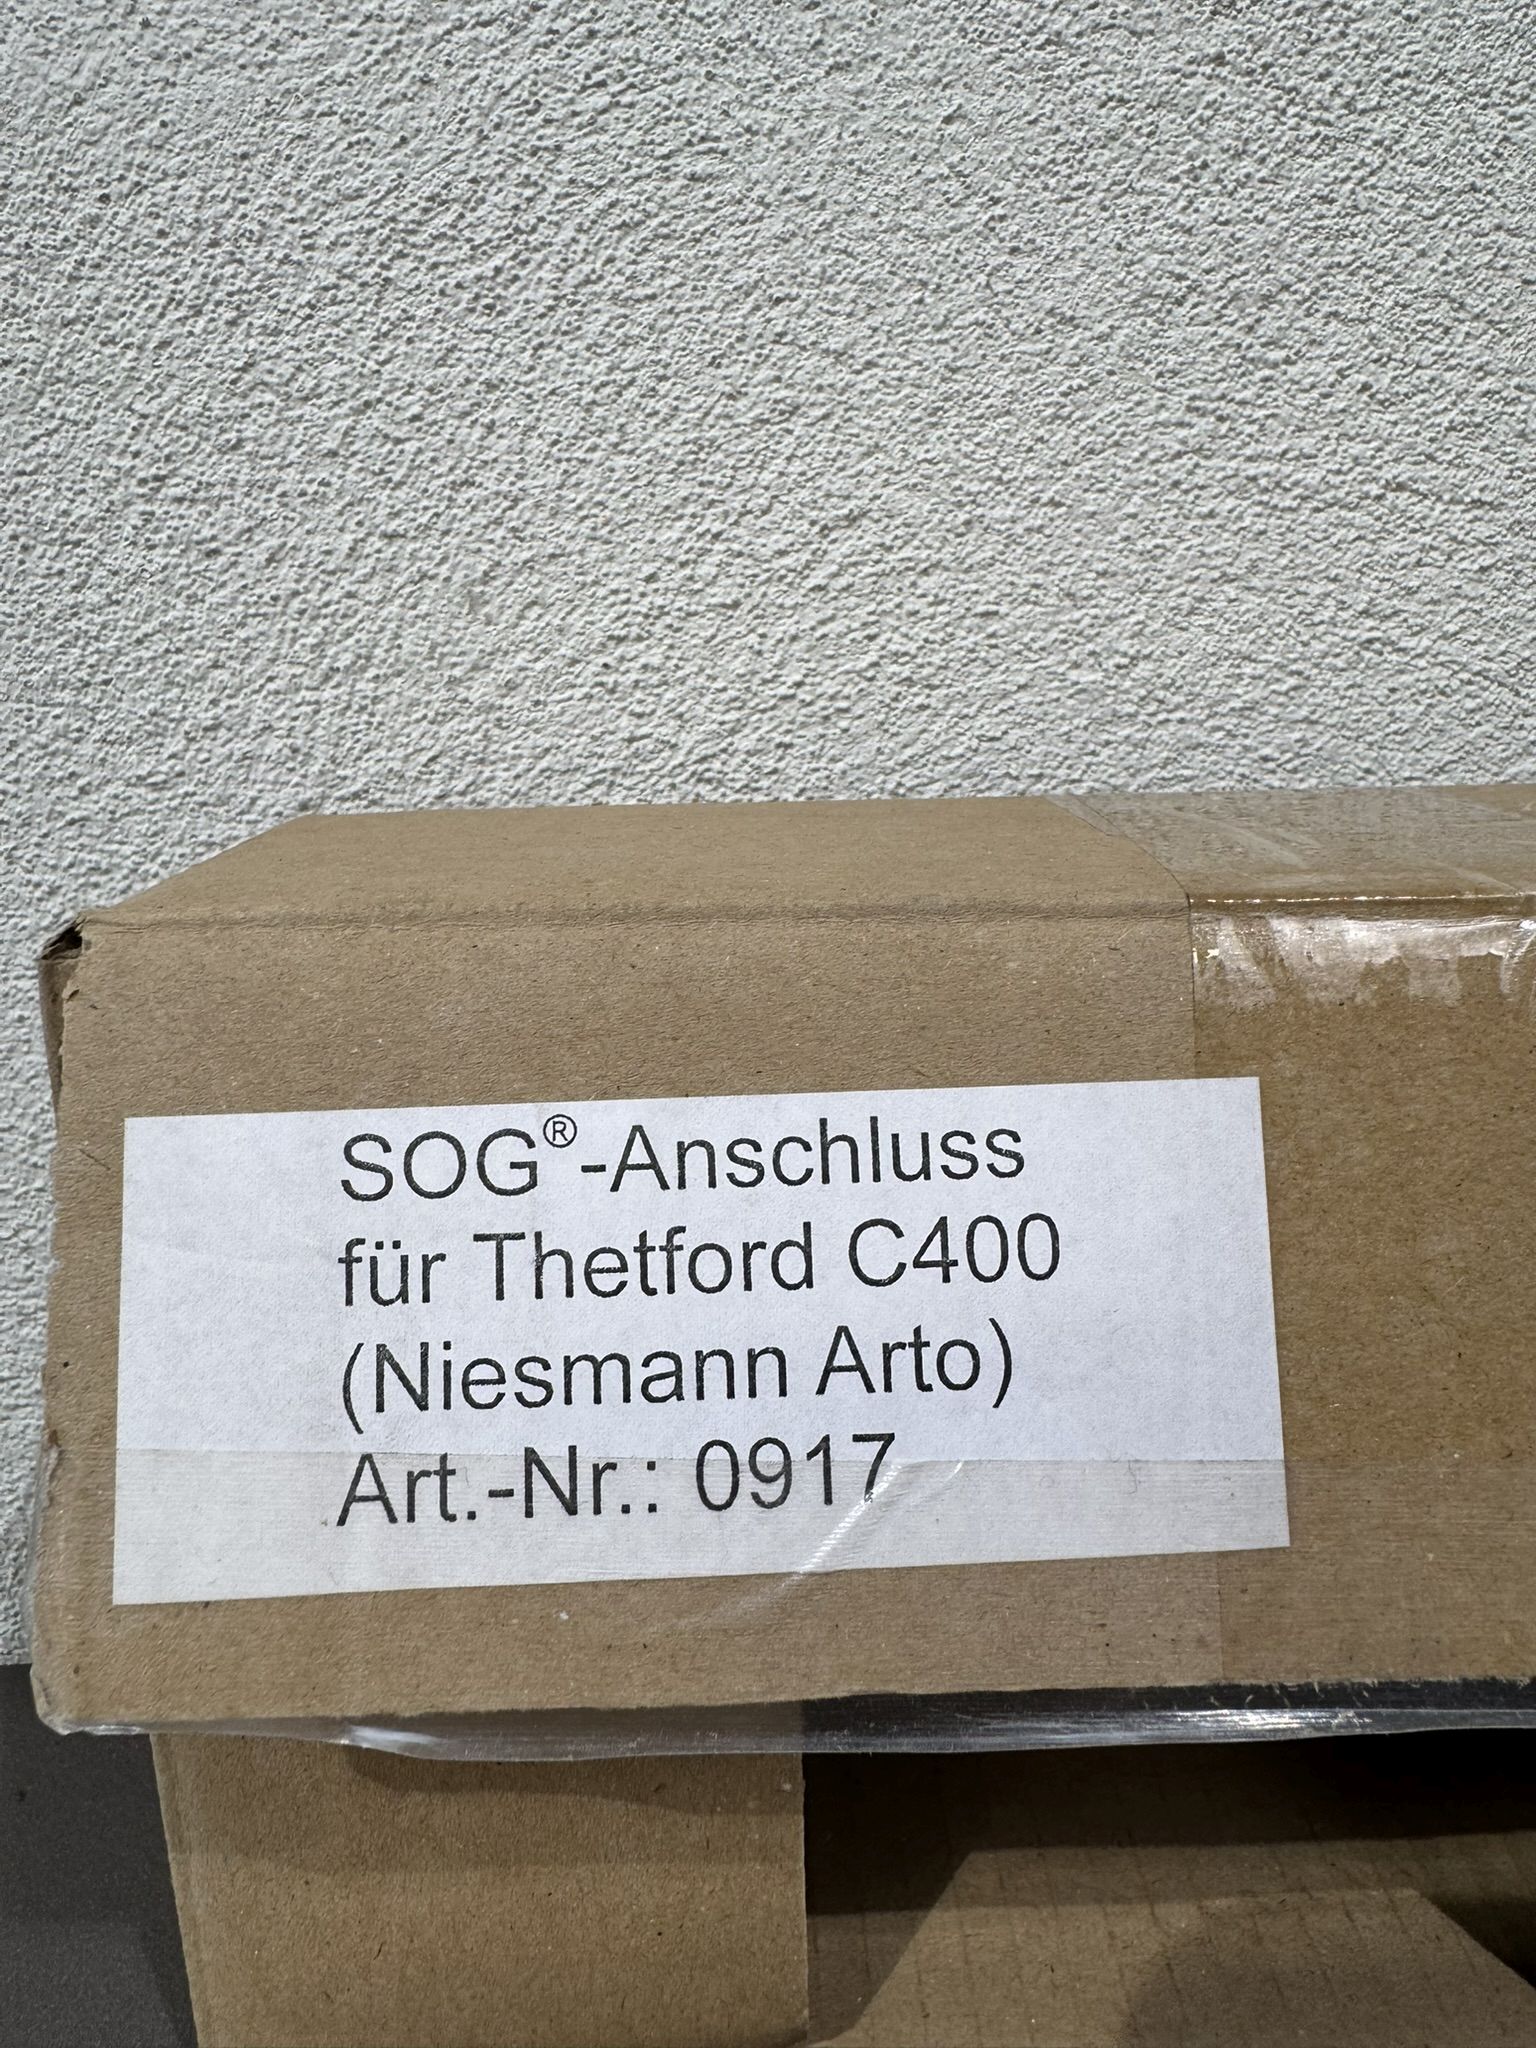 SOG®-Anschluss
für Thetford C400
(Niesmann Arto)
Art.-Nr.: 0917